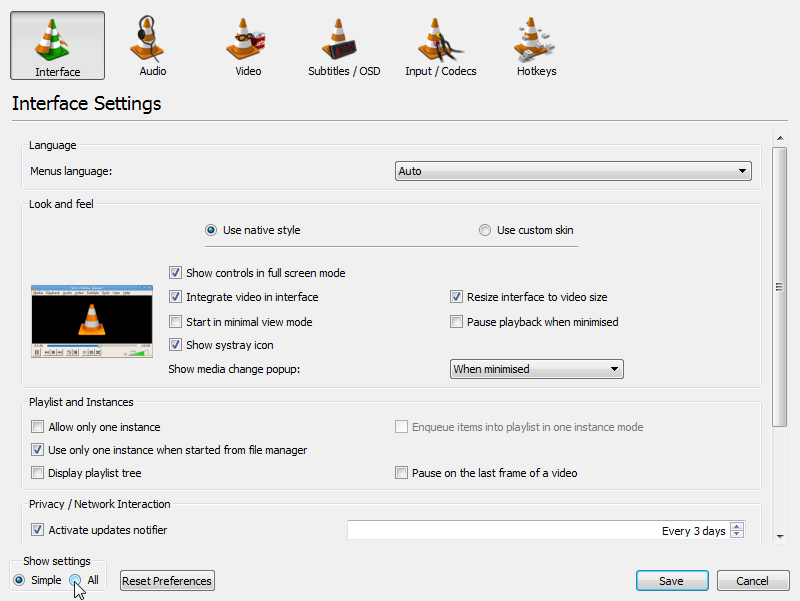 Interface
Audio
Video
Subtitles / OSD
Input / Codecs
Hotkeys
Interface Settings
Language
Menus language:
Auto
Look and feel
Use native style
Use custom skin
Show controls in full screen mode
Integrate video in interface
Resize interface to video size
Start in minimal view mode
Pause playback when minimised
Show systray icon
Show media change popup:
When minimised
Playlist and Instances
Allow only one instance
Enqueue items into playlist in one instance mode
Use only one instance when started from file manager
Display playlist tree
Pause on the last frame of a video
Privacy / Network Interaction
Activate updates notifier
Every 3 days
Show settings
Simple
All
Reset Preferences
Save
Cancel